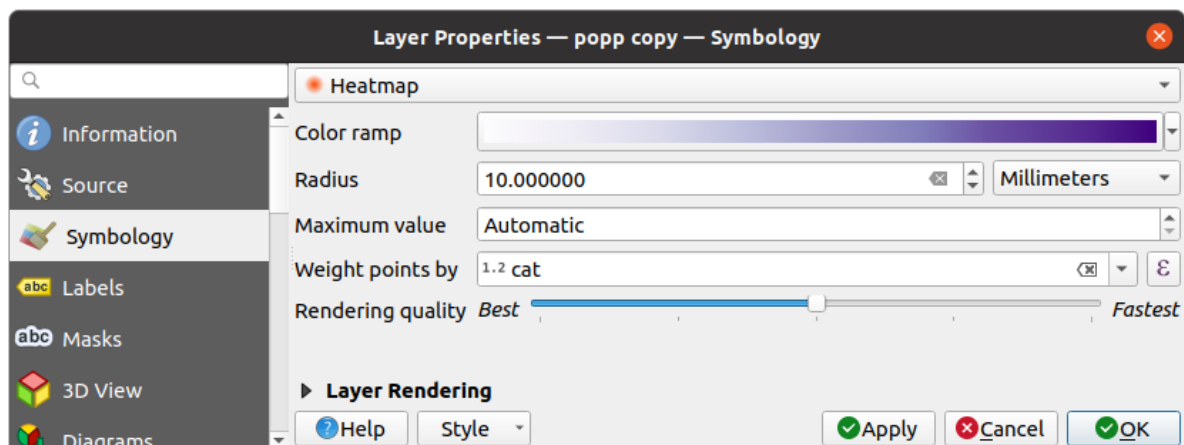 Layer Properties — popp copy — Symbology
Information
Source
Symbology
abc Labels
abc Masks
3D View
Diagrams
Heatmap
Color ramp
Radius 10.000000 Millimeters
Maximum value Automatic
Weight points by 1.2 cat ε
Rendering quality Best Fastest
Layer Rendering
Help Style Apply Cancel OK